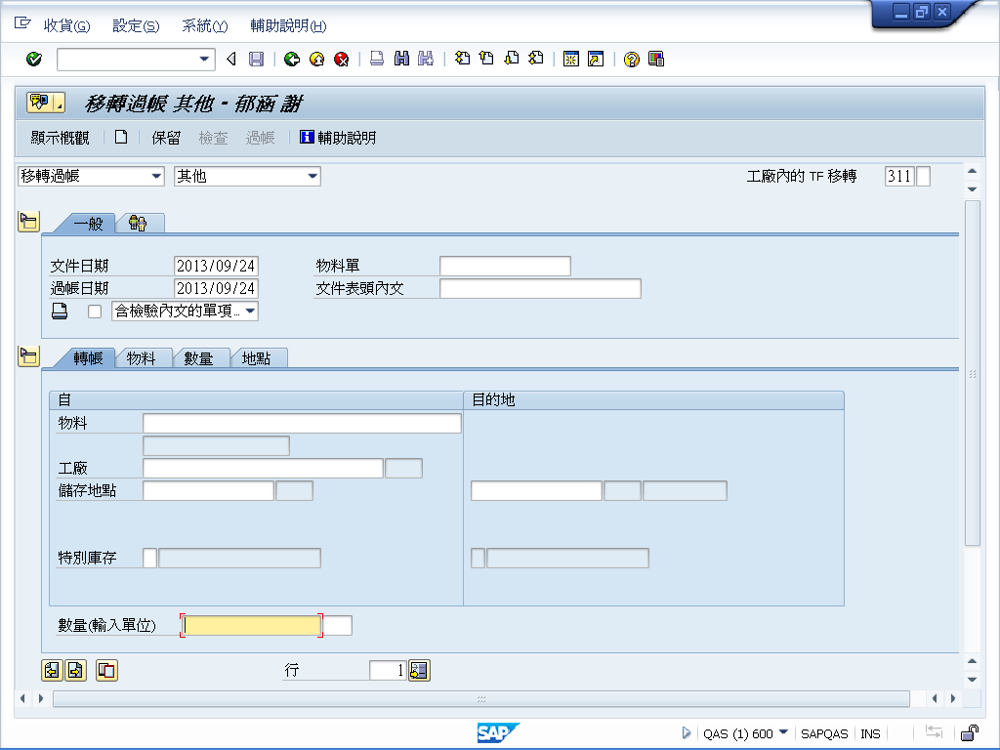 收貨(G) 設定(S) 系統(Y) 輔助說明(H)
移轉過帳 其他 - 郁涵 謝
顯示概觀 保留 檢查 過帳 輔助說明
移轉過帳 其他 工廠內的 TF 移轉 311
一般
文件日期 2013/09/24 物料單
過帳日期 2013/09/24 文件表頭內文
含檢驗內文的單項...
轉帳 物料 數量 地點
自 目的地
物料
工廠
儲存地點
特別庫存
數量(輸入單位)
行 1
SAP QAS (1) 600 SAPQAS INS